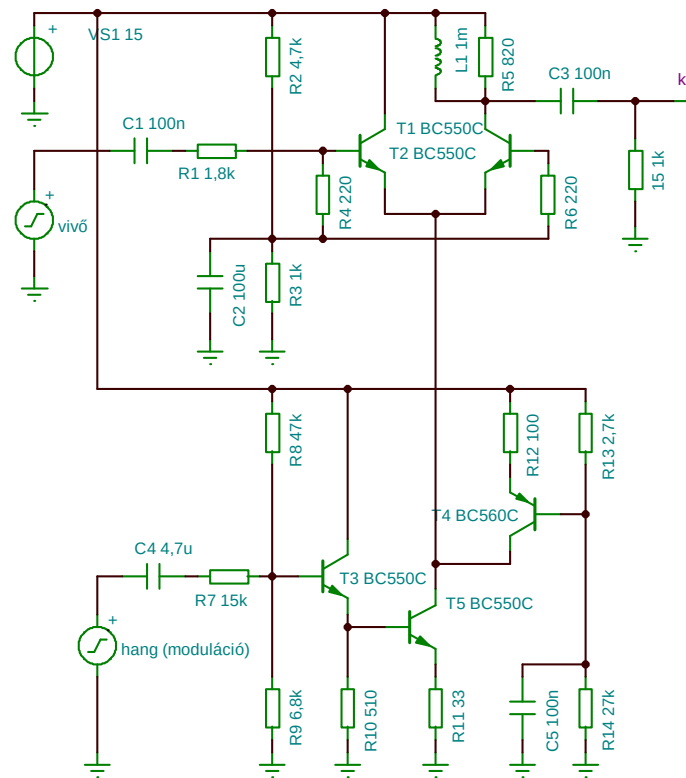 VS1 15
+
R2 4,7k
L1 1m
R5 820
C3 100n
k
C1 100n
R1 1,8k
T1 BC550C
T2 BC550C
15 1k
+
vivő
R4 220
R6 220
C2 100u
R3 1k
R8 47k
R12 100
R13 2,7k
T4 BC560C
C4 4,7u
R7 15k
T3 BC550C
T5 BC550C
+
hang (moduláció)
R9 6,8k
R10 510
R11 33
C5 100n
R14 27k